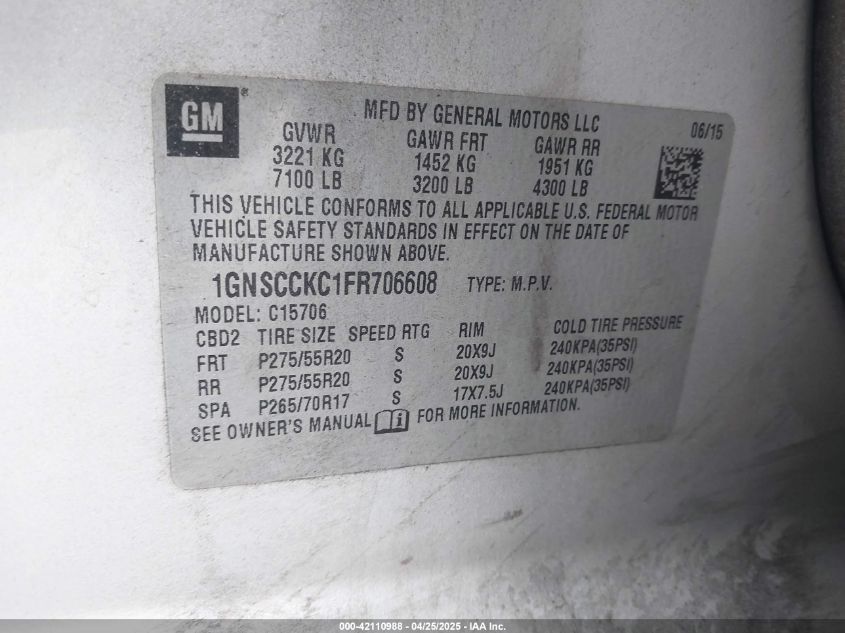 GM®
MFD BY GENERAL MOTORS LLC
06/15
GVWR GAWR FRT GAWR RR
3221 KG 1452 KG 1951 KG
7100 LB 3200 LB 4300 LB
THIS VEHICLE CONFORMS TO ALL APPLICABLE U.S. FEDERAL MOTOR
VEHICLE SAFETY STANDARDS IN EFFECT ON THE DATE OF
MANUFACTURE SHOWN ABOVE.
1GNSCCKC1FR706608 TYPE: M.P.V.
MODEL: C15706
CBD2 TIRE SIZE SPEED RTG RIM COLD TIRE PRESSURE
FRT P275/55R20 S 20X9J 240KPA(35PSI)
RR P275/55R20 S 20X9J 240KPA(35PSI)
SPA P265/70R17 S 17X7.5J 240KPA(35PSI)
SEE OWNER'S MANUAL i FOR MORE INFORMATION.
000-42110988 - 04/25/2025 - IAA Inc.